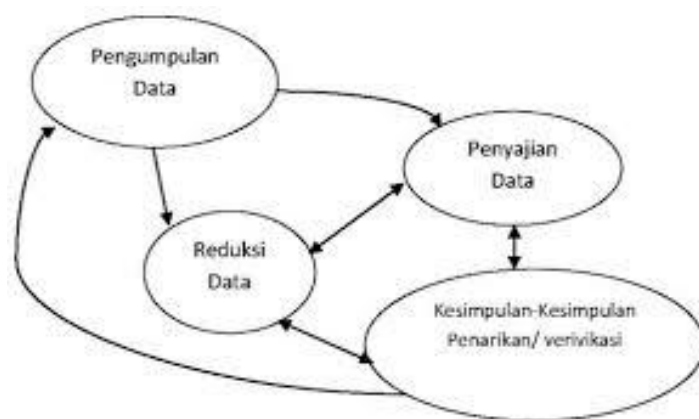 Pengumpulan
Data
Penyajian
Data
Reduksi
Data
Kesimpulan-Kesimpulan
Penarikan/ verivikasi